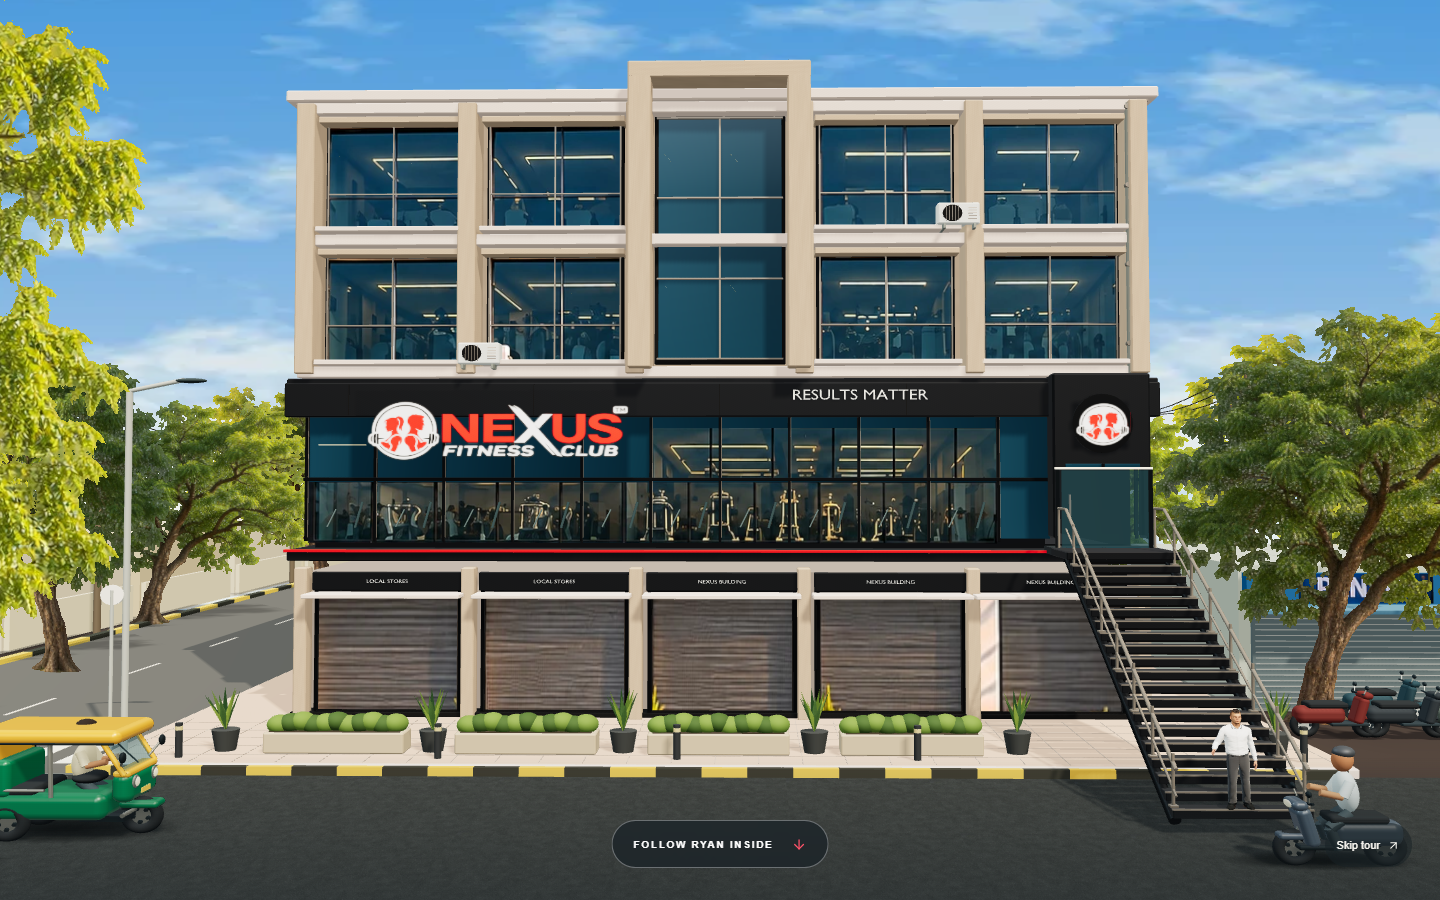 RESULTS MATTER
NEXUS TM
FITNESS CLUB
LOCAL STORES
LOCAL STORES
NEXUS BUILDING
NEXUS BUILDING
NEXUS BUILDING
FOLLOW RYAN INSIDE
Skip tour